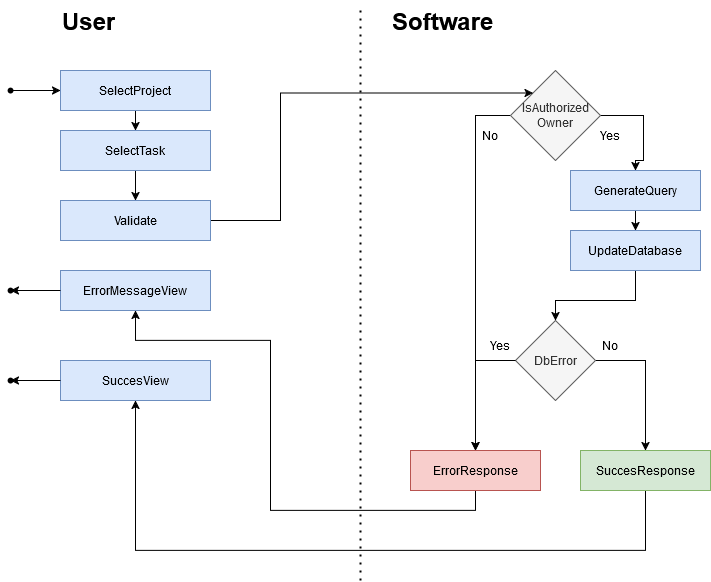 User
Software
SelectProject
SelectTask
Validate
ErrorMessageView
SuccesView
IsAuthorized
Owner
No
Yes
GenerateQuery
UpdateDatabase
Yes
No
DbError
ErrorResponse
SuccesResponse